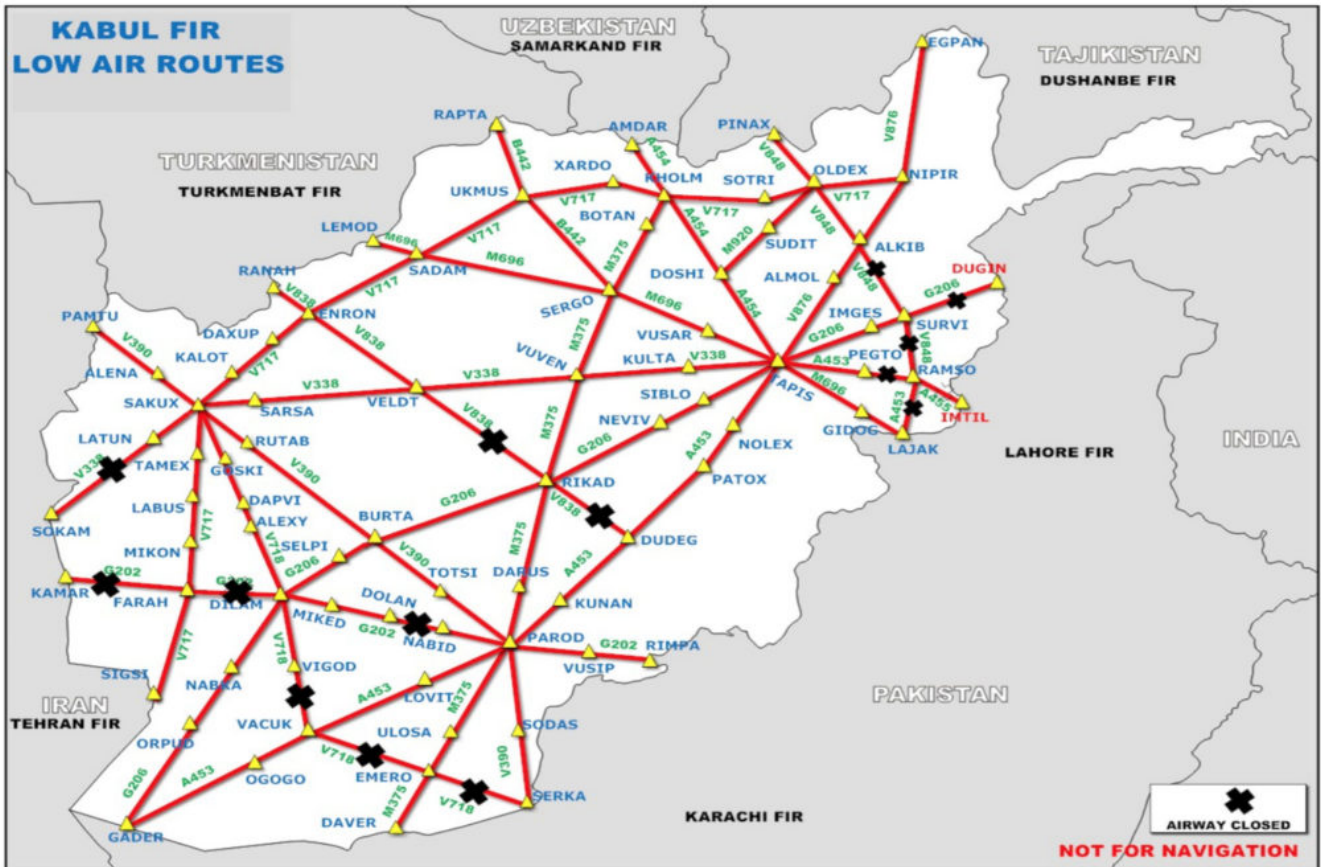 KABUL FIR
LOW AIR ROUTES
UZBEKISTAN
SAMARKAND FIR
EGPAN
TAJIKISTAN
DUSHANBE FIR
RAPTA
AMDAR
PINAX
V876
B442
A454
V848
TURKMENISTAN
TURKMENBAT FIR
XARDO
RHOLM
SOTRI
OLDEX
NIPIR
UKMUS
V717
V717
V717
BOTAN
LEMOD
M696
V717
B442
A454
M920
SUDIT
V848
ALKIB
SADAM
M696
M375
DOSHI
ALMOL
V848
DUGIN
RANAH
V838
V717
SERGO
M696
A454
V876
IMGES
G206
PAMTU
DAXUP
ENRON
VUSAR
G206
SURVI
V390
KALOT
V717
V838
M375
VUVEN
KULTA
V338
A453
PEGTO
V848
RAMSO
ALENA
SAKUX
SARSA
V338
VELDT
V338
SIBLO
TAPIS
M696
A453
A455
IMTIL
LATUN
RUTAB
V838
M375
NEVIV
NOLEX
GIDOG
LAJAK
INDIA
V338
TAMEX
GOSKI
V390
G206
A453
PATOX
LAHORE FIR
SOKAM
LABUS
DAPVI
ALEXY
BURTA
G206
RIKAD
V838
V717
V718
SELPI
MIKON
G206
V390
TOTSI
M375
DUDEG
KAMAR
G202
FARAH
DILAM
MIKED
DOLAN
DARUS
A453
KUNAN
G202
NABID
PAROD
G202
RIMPA
VUSIP
SIGSI
V717
NABRA
V718
VIGOD
A453
LOVIT
M375
IRAN
TEHRAN FIR
PAKISTAN
ORPUD
VACUK
ULOSA
SODAS
G206
A453
OGOGO
V718
EMERO
V390
V718
SERKA
GADER
DAVER
M375
KARACHI FIR
AIRWAY CLOSED
NOT FOR NAVIGATION